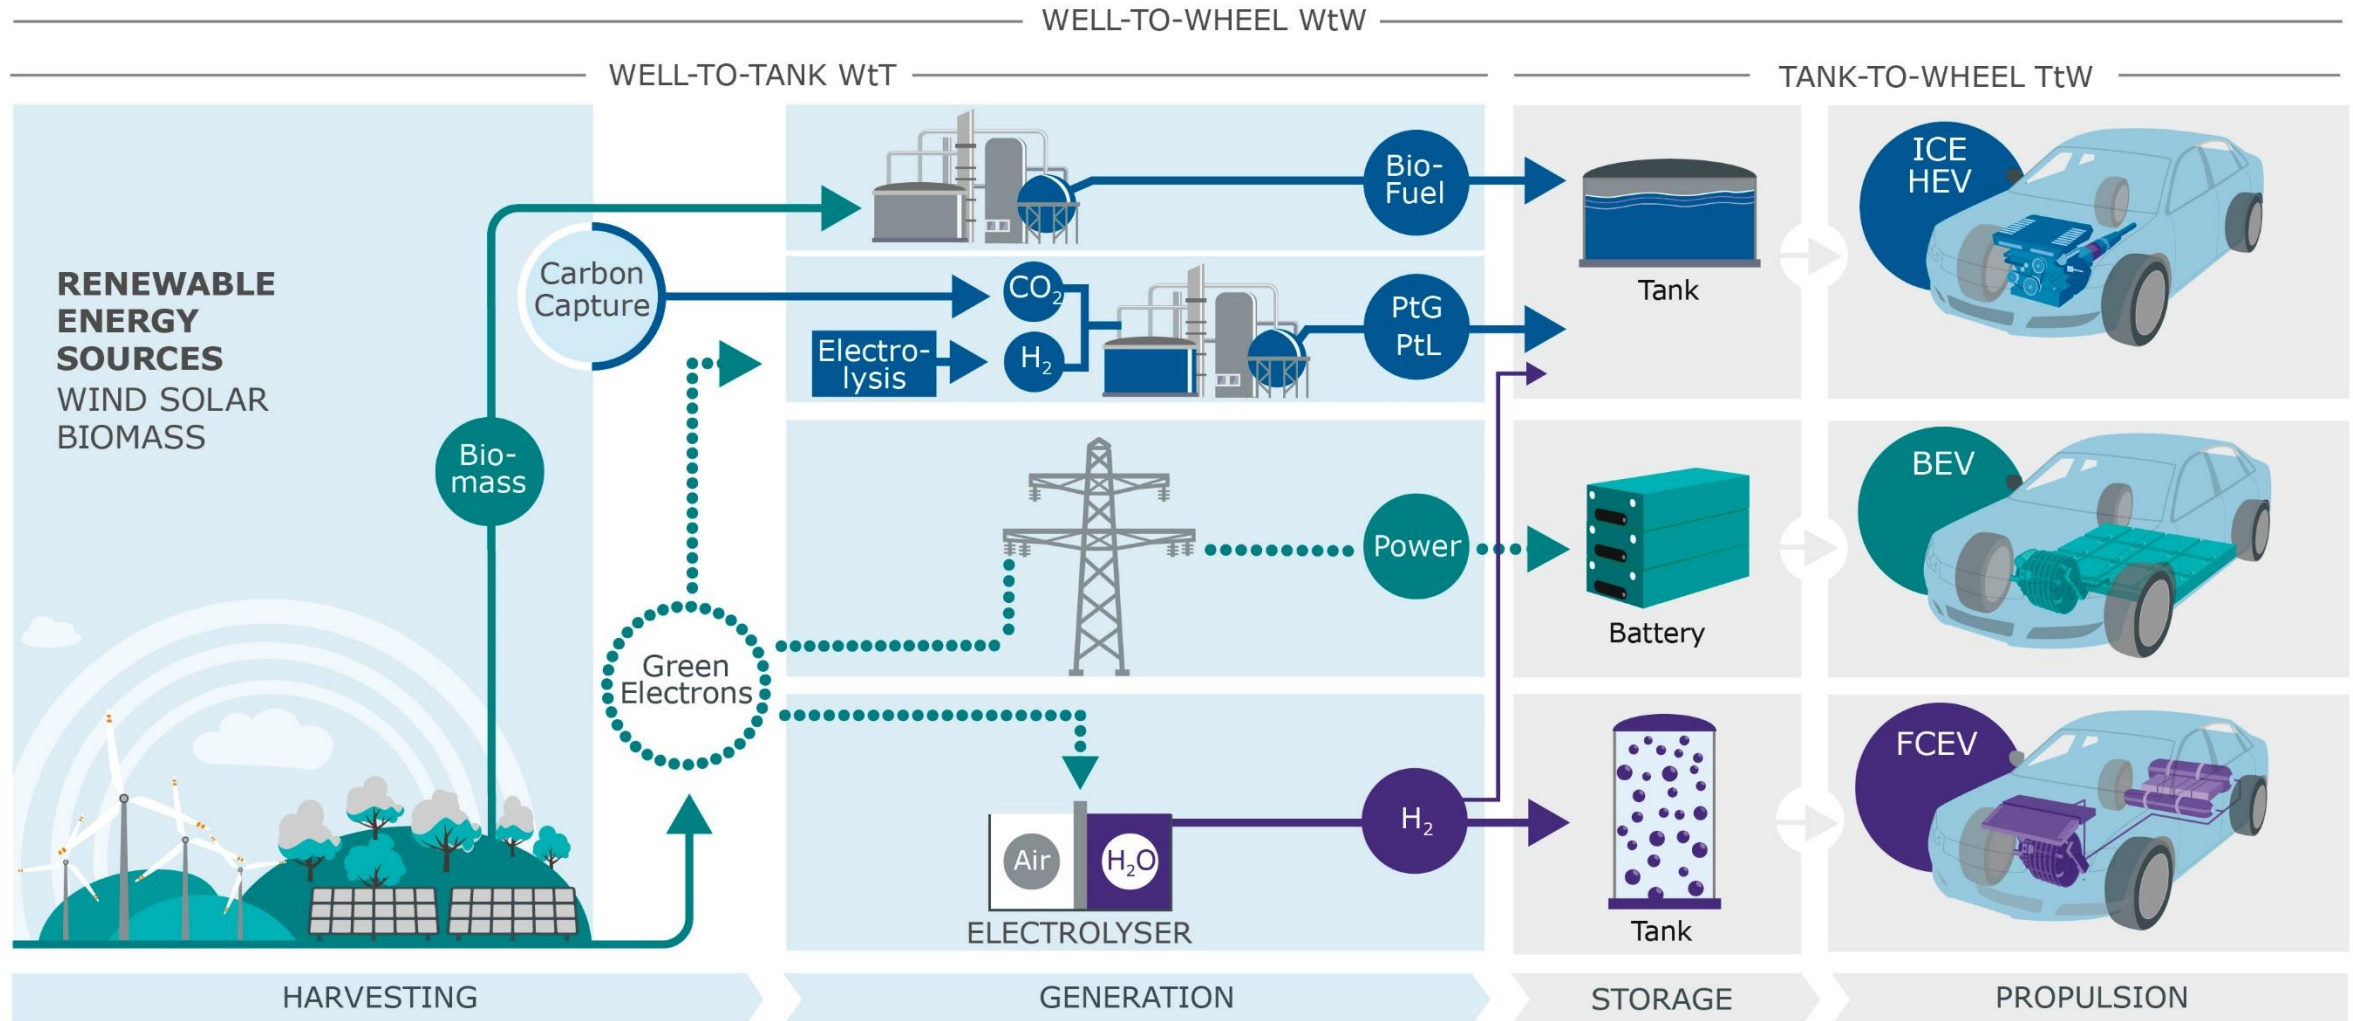 WELL-TO-WHEEL WtW
WELL-TO-TANK WtT
TANK-TO-WHEEL TtW
RENEWABLE
ENERGY
SOURCES
WIND SOLAR
BIOMASS
Bio-
mass
Carbon
Capture
Green
Electrons
Bio-
Fuel
CO₂
Electro-
lysis
H₂
PtG
PtL
Power
Air
H₂O
ELECTROLYSER
H₂
Tank
Battery
Tank
ICE
HEV
BEV
FCEV
HARVESTING
GENERATION
STORAGE
PROPULSION